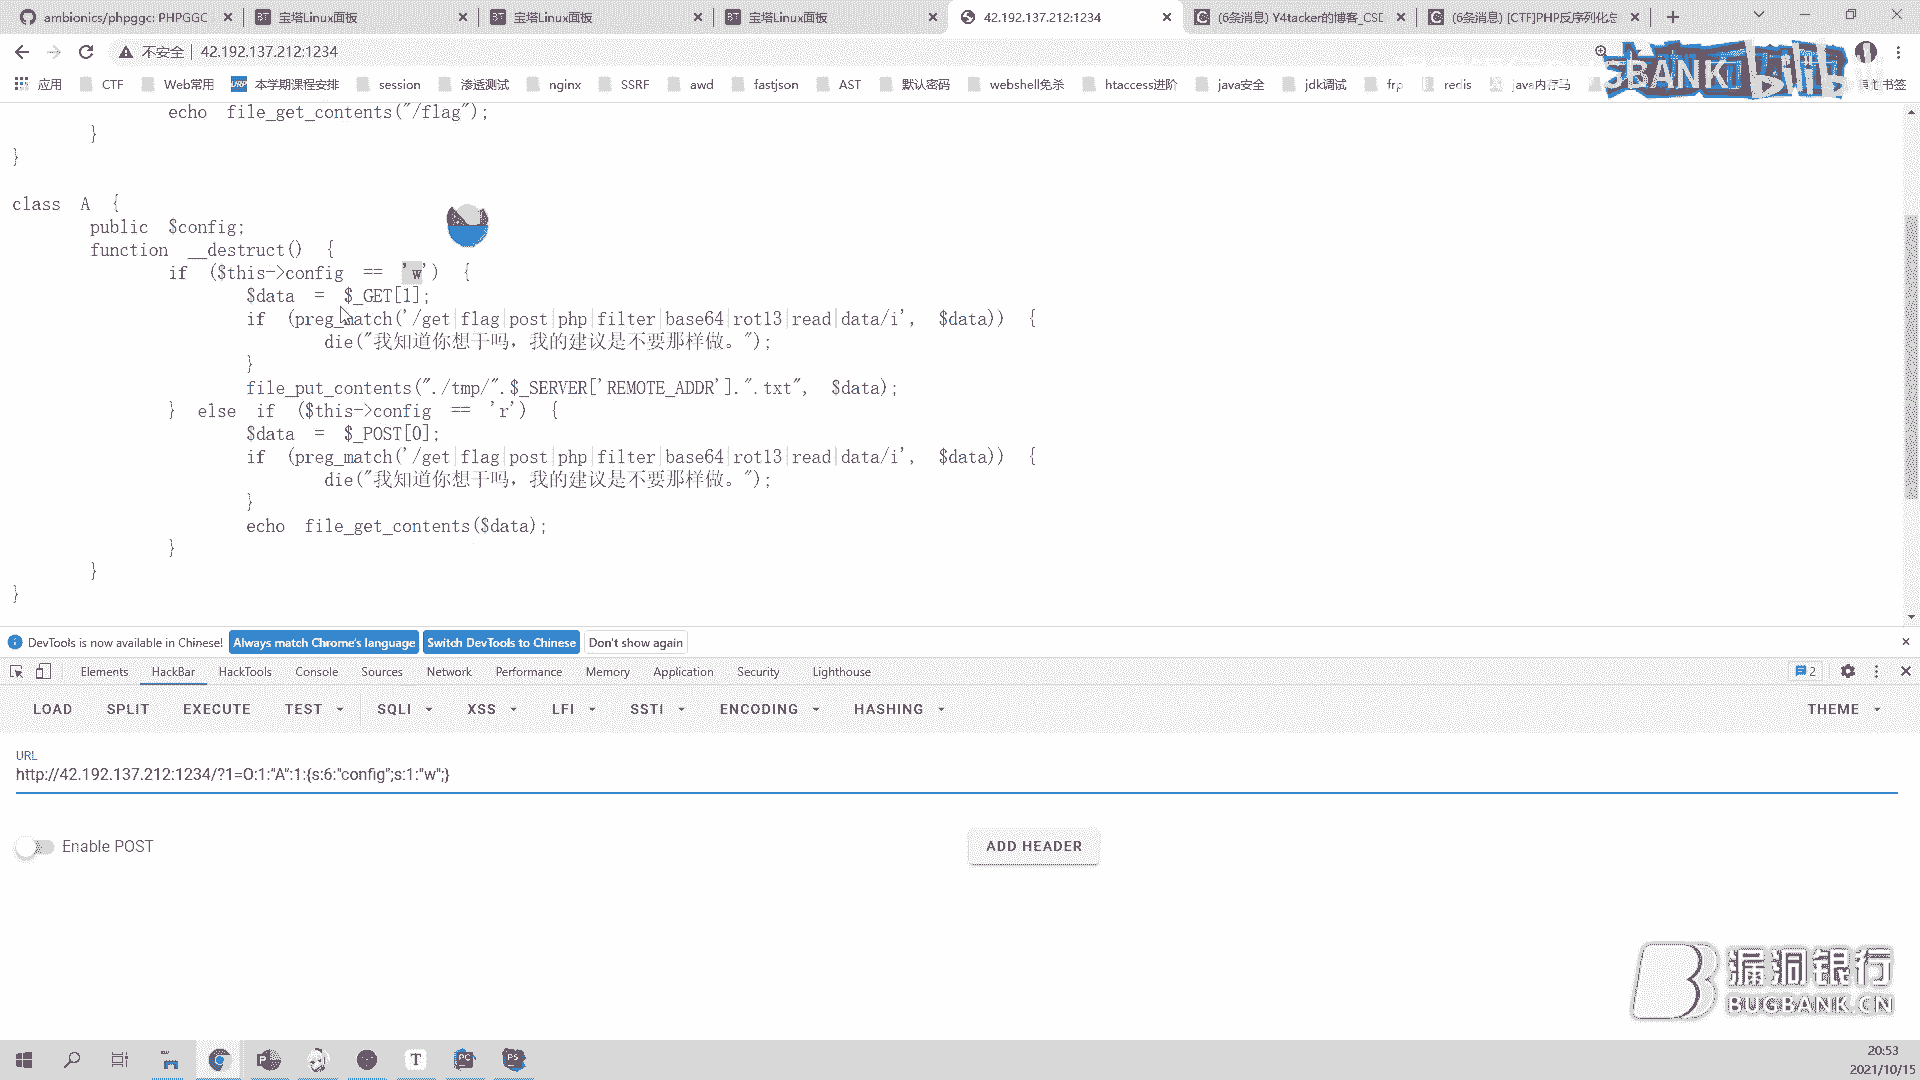 ambionics/phpggc: PHPGGC
宝塔Linux面板
宝塔Linux面板
宝塔Linux面板
42.192.137.212:1234
(6条消息) Y4tacker的博客_CSD
(6条消息) [CTF]PHP反序列化总
不安全 | 42.192.137.212:1234
应用 CTF Web常用 本学期课程安排 session 渗透测试 nginx SSRF awd fastjson AST 默认密码 webshell免杀 htaccess进阶 java安全 jdk调试 frp redis java内存马
BANK bilibili
echo file_get_contents("/flag");
}
}
class A {
public $config;
function __destruct() {
if ($this->config == 'w') {
$data = $_GET[1];
if (preg_match('/get|flag|post|php|filter|base64|rot13|read|data/i', $data)) {
die("我知道你想干吗，我的建议是不要那样做。");
}
file_put_contents("./tmp/".$_SERVER['REMOTE_ADDR'].".txt", $data);
} else if ($this->config == 'r') {
$data = $_POST[0];
if (preg_match('/get|flag|post|php|filter|base64|rot13|read|data/i', $data)) {
die("我知道你想干吗，我的建议是不要那样做。");
}
echo file_get_contents($data);
}
}
}
DevTools is now available in Chinese! Always match Chrome's language Switch DevTools to Chinese Don't show again
Elements HackBar HackTools Console Sources Network Performance Memory Application Security Lighthouse 2
LOAD SPLIT EXECUTE TEST SQLI XSS LFI SSTI ENCODING HASHING THEME
URL
http://42.192.137.212:1234/?1=O:1:"A":1:{s:6:"config";s:1:"w";}
Enable POST
ADD HEADER
漏洞银行
BUGBANK.CN
20:53
2021/10/15